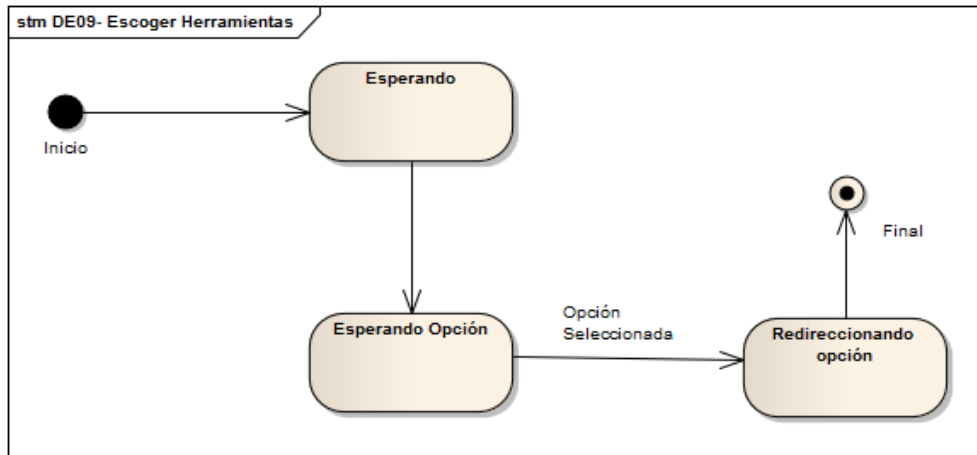 stm DE09- Escoger Herramientas
Esperando
Inicio
Final
Esperando Opción
Opción
Seleccionada
Redireccionando
opción